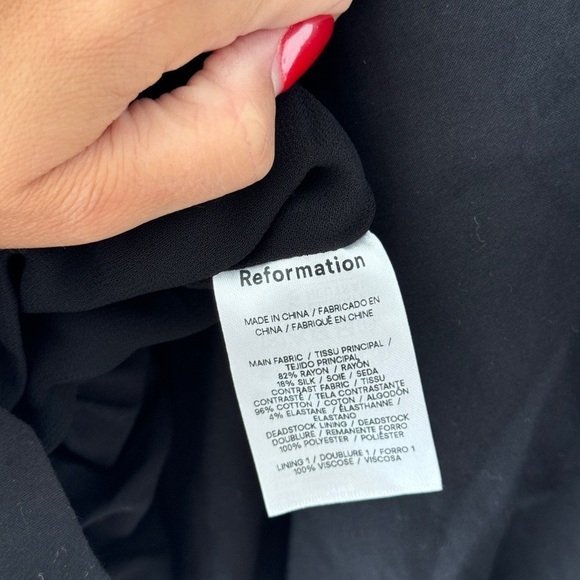 Reformation
MADE IN CHINA / FABRICADO EN
CHINA / FABRIQUÉ EN CHINE
MAIN FABRIC / TISSU PRINCIPAL /
TEJIDO PRINCIPAL
82% RAYON / RAYÓN
18% SILK / SOIE / SEDA
CONTRAST FABRIC / TISSU
CONTRASTÉ / TELA CONTRASTANTE
96% COTTON / COTON / ALGODÓN
4% ELASTANE / ÉLASTHANNE /
ELASTANO
DEADSTOCK LINING / DEADSTOCK
DOUBLURE / REMANENTE FORRO
100% POLYESTER / POLIÉSTER
LINING 1 / DOUBLURE 1 / FORRO 1
100% VISCOSE / VISCOSA